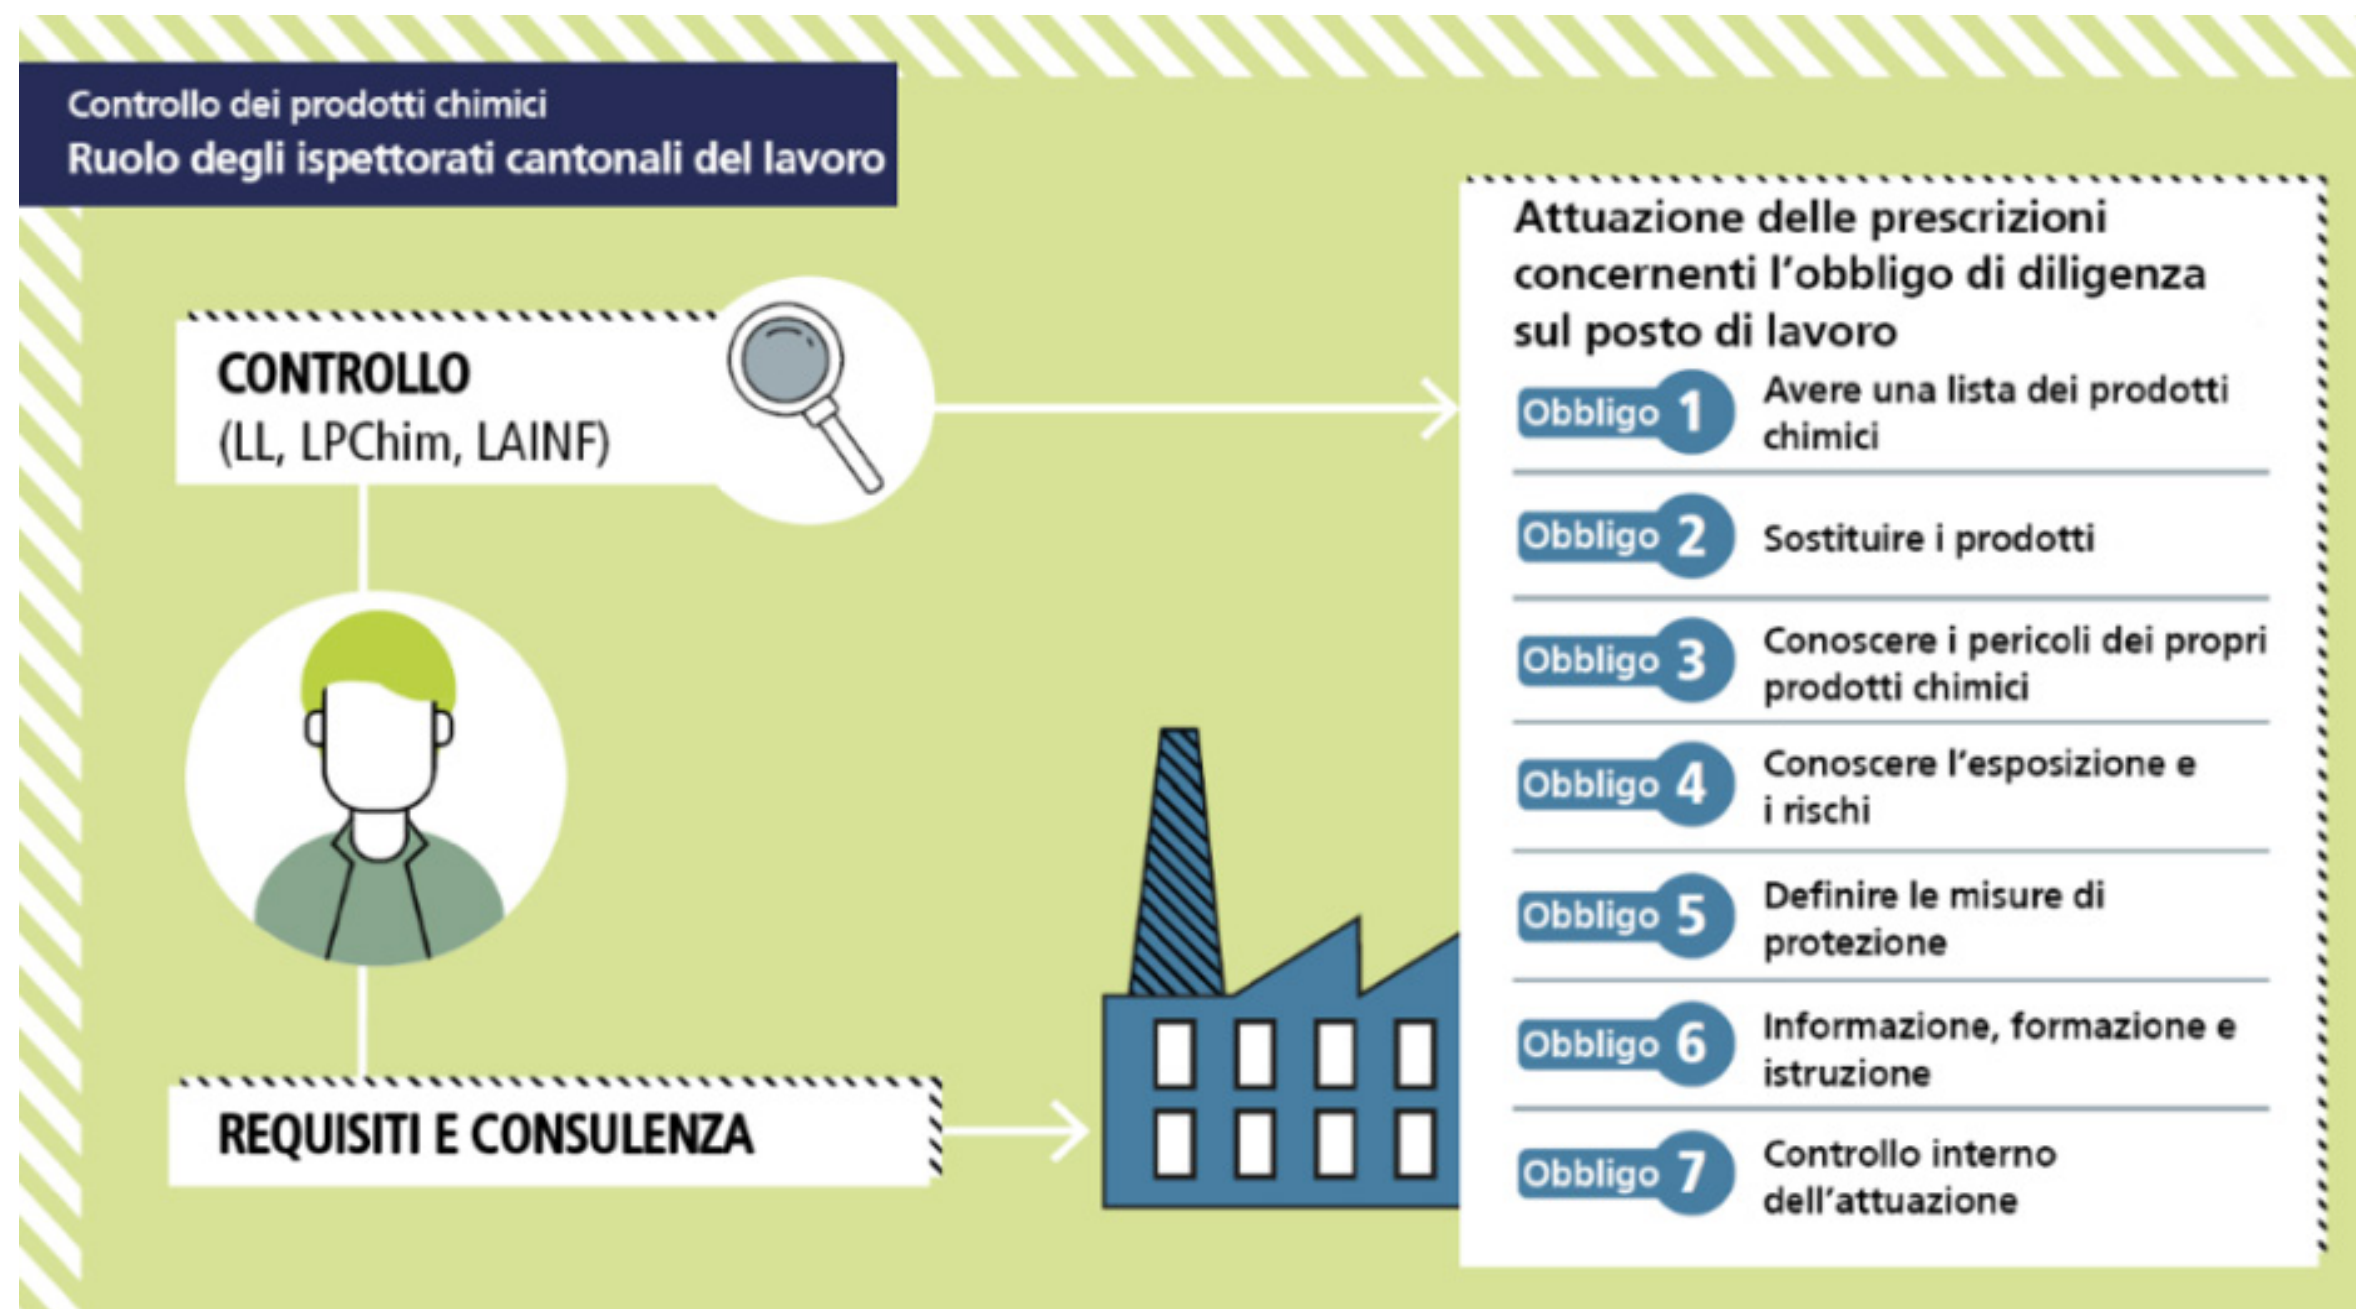 Controllo dei prodotti chimici
Ruolo degli ispettorati cantonali del lavoro
CONTROLLO
(LL, LPChim, LAINF)
REQUISITI E CONSULENZA
Attuazione delle prescrizioni
concernenti l'obbligo di diligenza
sul posto di lavoro
Obbligo 1
Avere una lista dei prodotti
chimici
Obbligo 2
Sostituire i prodotti
Obbligo 3
Conoscere i pericoli dei propri
prodotti chimici
Obbligo 4
Conoscere l'esposizione e
i rischi
Obbligo 5
Definire le misure di
protezione
Obbligo 6
Informazione, formazione e
istruzione
Obbligo 7
Controllo interno
dell'attuazione